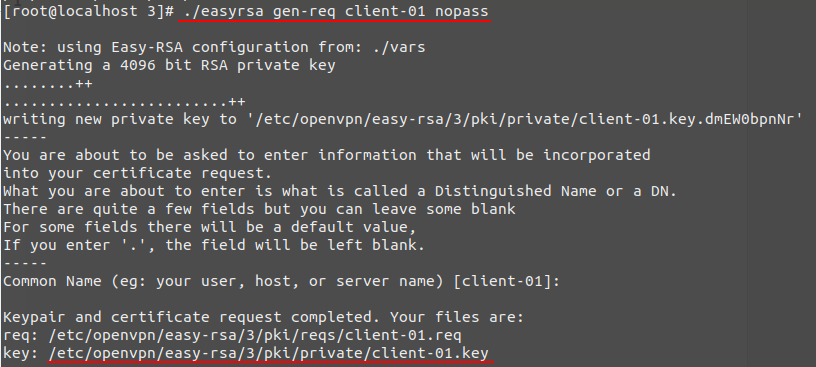 [root@localhost 3]# ./easyrsa gen-req client-01 nopass
Note: using Easy-RSA configuration from: ./vars
Generating a 4096 bit RSA private key
........++
.........................++
writing new private key to '/etc/openvpn/easy-rsa/3/pki/private/client-01.key.dmEW0bpnNr'
-----
You are about to be asked to enter information that will be incorporated
into your certificate request.
What you are about to enter is what is called a Distinguished Name or a DN.
There are quite a few fields but you can leave some blank
For some fields there will be a default value,
If you enter '.', the field will be left blank.
-----
Common Name (eg: your user, host, or server name) [client-01]:
Keypair and certificate request completed. Your files are:
req: /etc/openvpn/easy-rsa/3/pki/reqs/client-01.req
key: /etc/openvpn/easy-rsa/3/pki/private/client-01.key